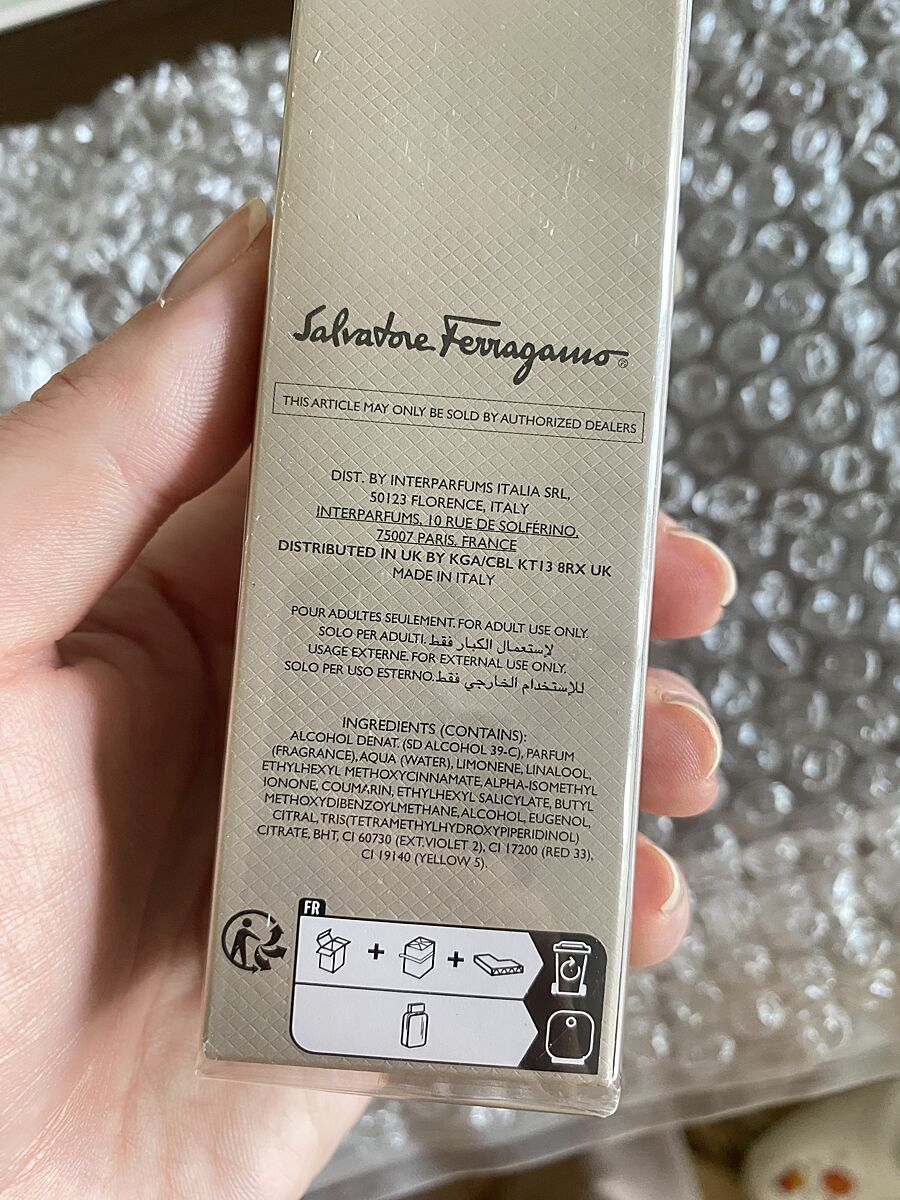 Salvatore Ferragamo®
THIS ARTICLE MAY ONLY BE SOLD BY AUTHORIZED DEALERS
DIST. BY INTERPARFUMS ITALIA SRL,
50123 FLORENCE, ITALY
INTERPARFUMS, 10 RUE DE SOLFÉRINO,
75007 PARIS, FRANCE
DISTRIBUTED IN UK BY KGA/CBL KT13 8RX UK
MADE IN ITALY
POUR ADULTES SEULEMENT. FOR ADULT USE ONLY.
SOLO PER ADULTI. لإستعمال الكبار فقط
USAGE EXTERNE. FOR EXTERNAL USE ONLY.
SOLO PER USO ESTERNO. للإستخدام الخارجي فقط
INGREDIENTS (CONTAINS):
ALCOHOL DENAT. (SD ALCOHOL 39-C), PARFUM
(FRAGRANCE), AQUA (WATER), LIMONENE, LINALOOL,
ETHYLHEXYL METHOXYCINNAMATE, ALPHA-ISOMETHYL
IONONE, COUMARIN, ETHYLHEXYL SALICYLATE, BUTYL
METHOXYDIBENZOYLMETHANE, ALCOHOL, EUGENOL,
CITRAL, TRIS(TETRAMETHYLHYDROXYPIPERIDINOL)
CITRATE, BHT, CI 60730 (EXT. VIOLET 2), CI 17200 (RED 33),
CI 19140 (YELLOW 5).
FR